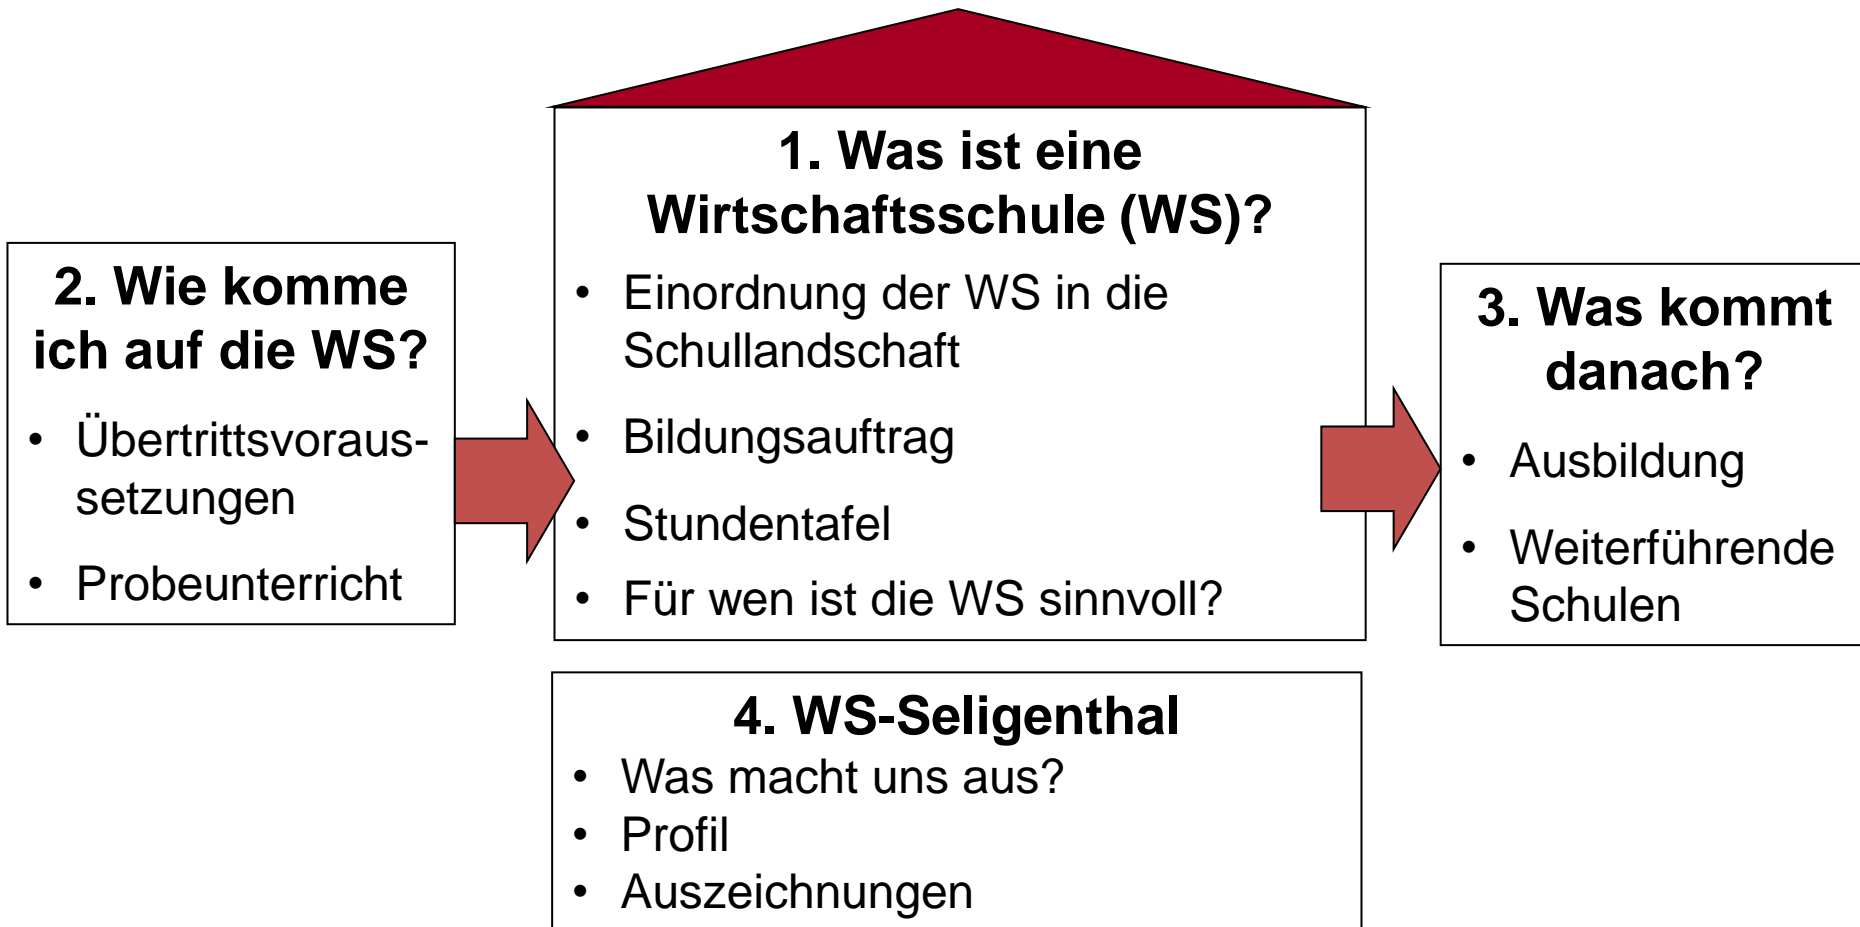 1. Was ist eine
Wirtschaftsschule (WS)?
• Einordnung der WS in die
Schullandschaft
• Bildungsauftrag
• Stundentafel
• Für wen ist die WS sinnvoll?
2. Wie komme
ich auf die WS?
• Übertrittsvoraus-
setzungen
• Probeunterricht
3. Was kommt
danach?
• Ausbildung
• Weiterführende
Schulen
4. WS-Seligenthal
• Was macht uns aus?
• Profil
• Auszeichnungen